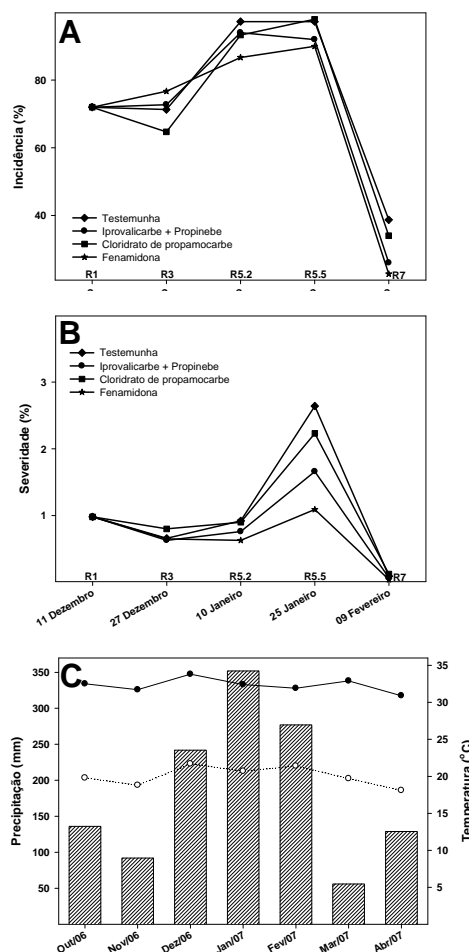 A
Incidência (%)
80
60
40
Testemunha
Iprovalicarbe + Propinebe
Cloridrato de propamocarbe
Fenamidona
R1 R3 R5.2 R5.5 R7
B
Severidade (%)
3
2
1
Testemunha
Iprovalicarbe + Propinebe
Cloridrato de propamocarbe
Fenamidona
R1 R3 R5.2 R5.5 R7
11 Dezembro 27 Dezembro 10 Janeiro 25 Janeiro 09 Fevereiro
C
Precipitação (mm)
350
300
250
200
150
100
50
35
30
25
20
15
10
5
Temperatura (°C)
Out/06 Nov/06 Dez/06 Jan/07 Fev/07 Mar/07 Abr/07